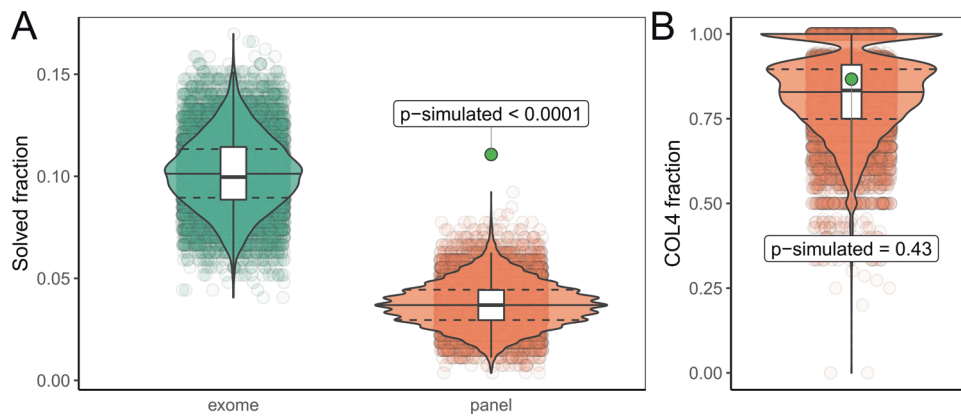 A
Solved fraction
0.15
0.10
0.05
0.00
p−simulated < 0.0001
exome
panel
B
COL4 fraction
1.00
0.75
0.50
0.25
0.00
p−simulated = 0.43